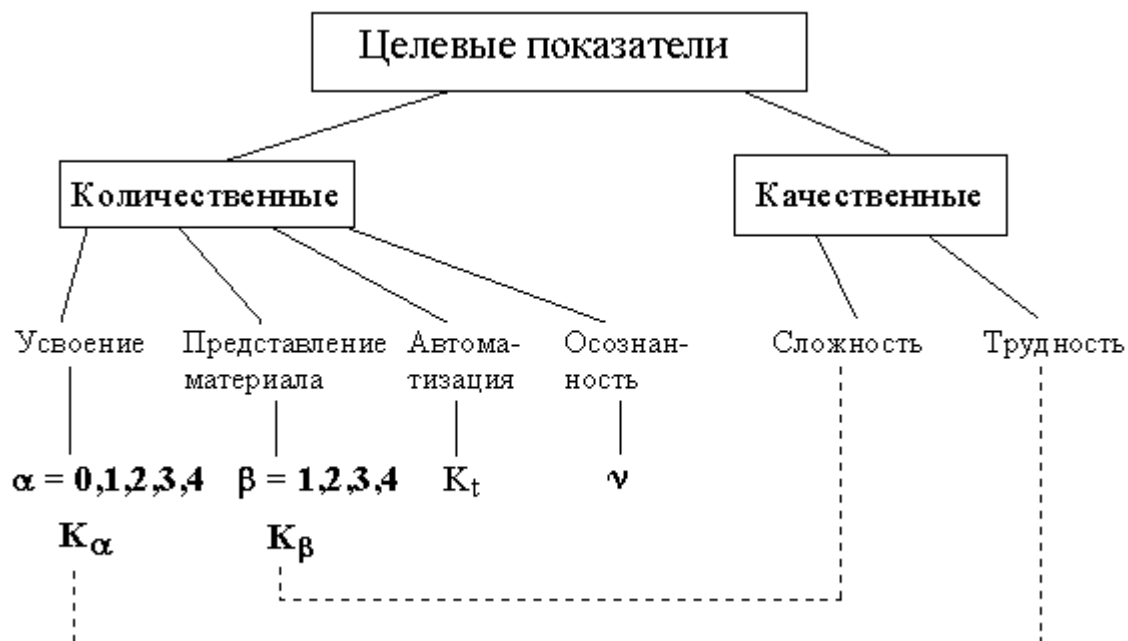 Целевые показатели
Количественные
Качественные
Усвоение
Представление
материала
Автома-
тизация
Осознан-
ность
Сложность
Трудность
α = 0,1,2,3,4
β = 1,2,3,4
Kt
ν
Kα
Kβ